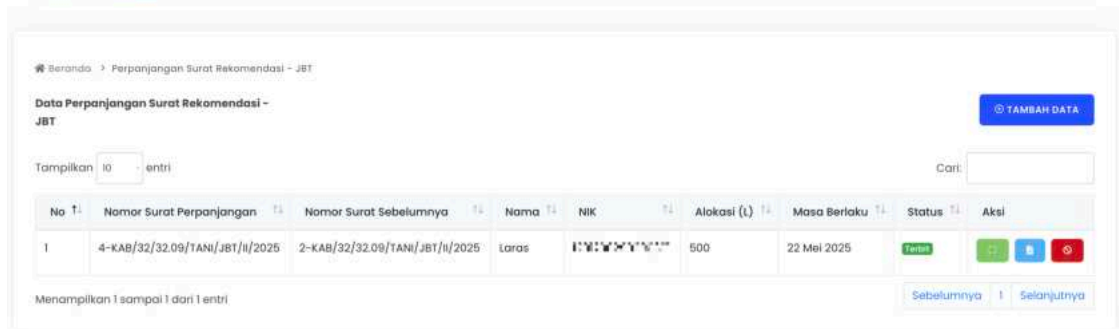 Beranda > Perpanjangan Surat Rekomendasi - JBT
Data Perpanjangan Surat Rekomendasi -
JBT
TAMBAH DATA
Tampilkan 10 entri
Cari:
No Nomor Surat Perpanjangan Nomor Surat Sebelumnya Nama NIK Alokasi (L) Masa Berlaku Status Aksi
1 4-KAB/32/32.09/TANI/JBT/II/2025 2-KAB/32/32.09/TANI/JBT/II/2025 Laras 500 22 Mei 2025 Terbit
Menampilkan 1 sampai 1 dari 1 entri
Sebelumnya 1 Selanjutnya